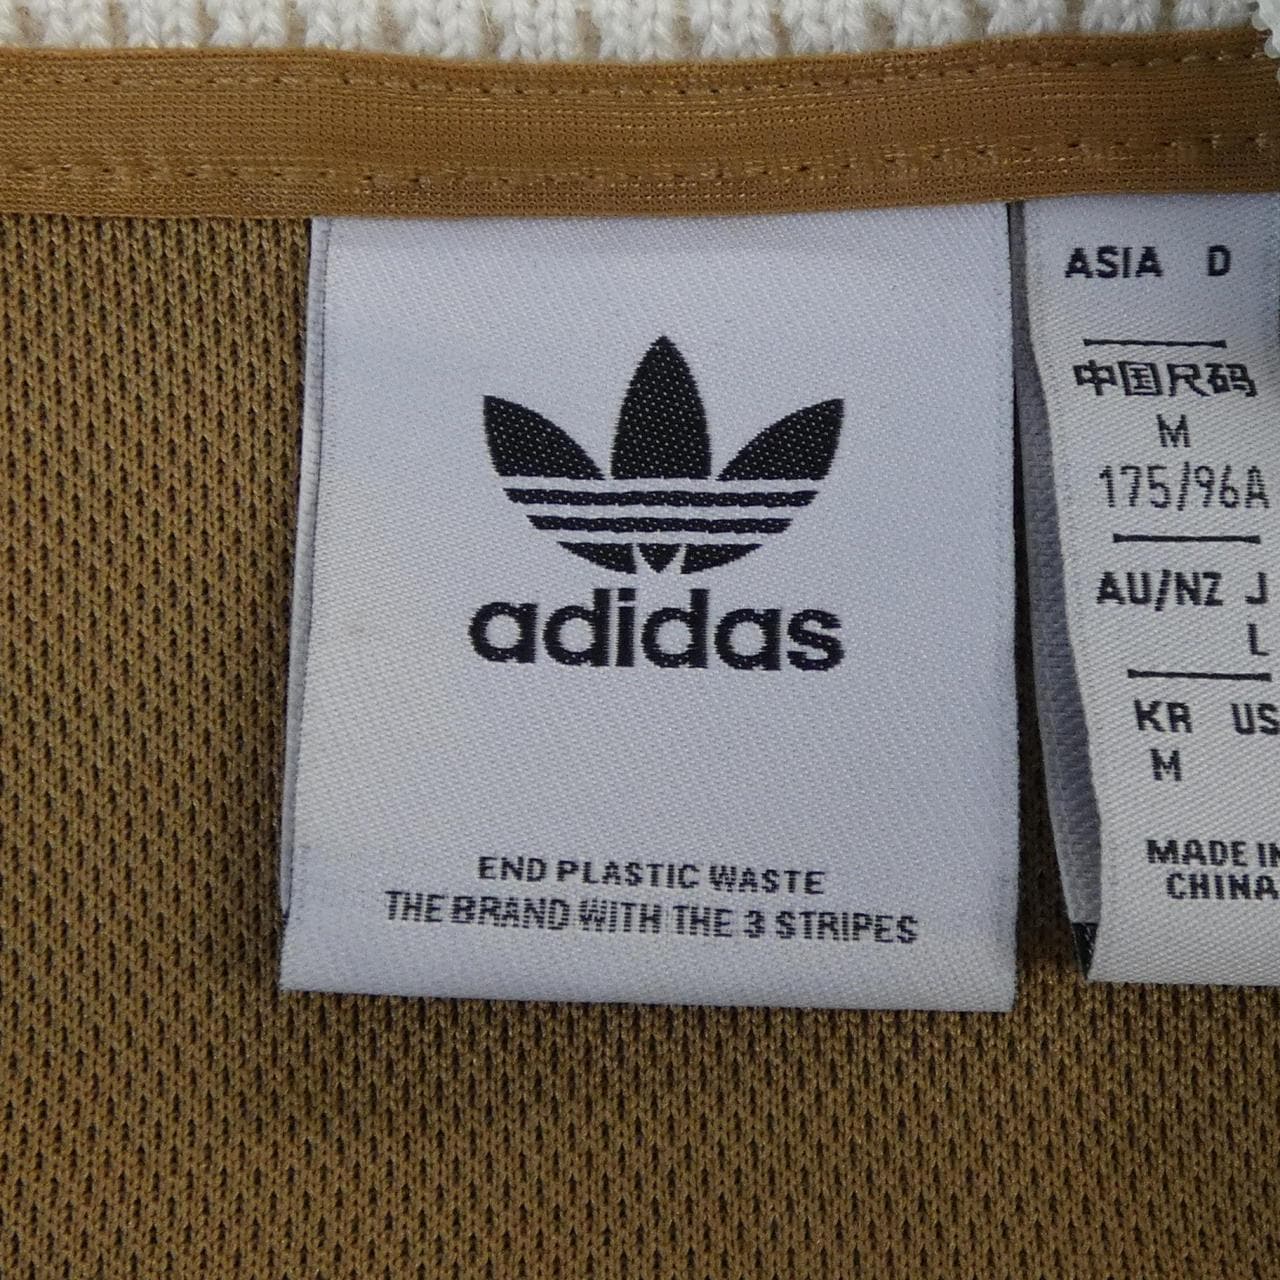 adidas
END PLASTIC WASTE
THE BRAND WITH THE 3 STRIPES
ASIA D
中国尺码
M
175/96A
AU/NZ J
L
KR US
M
MADE IN
CHINA